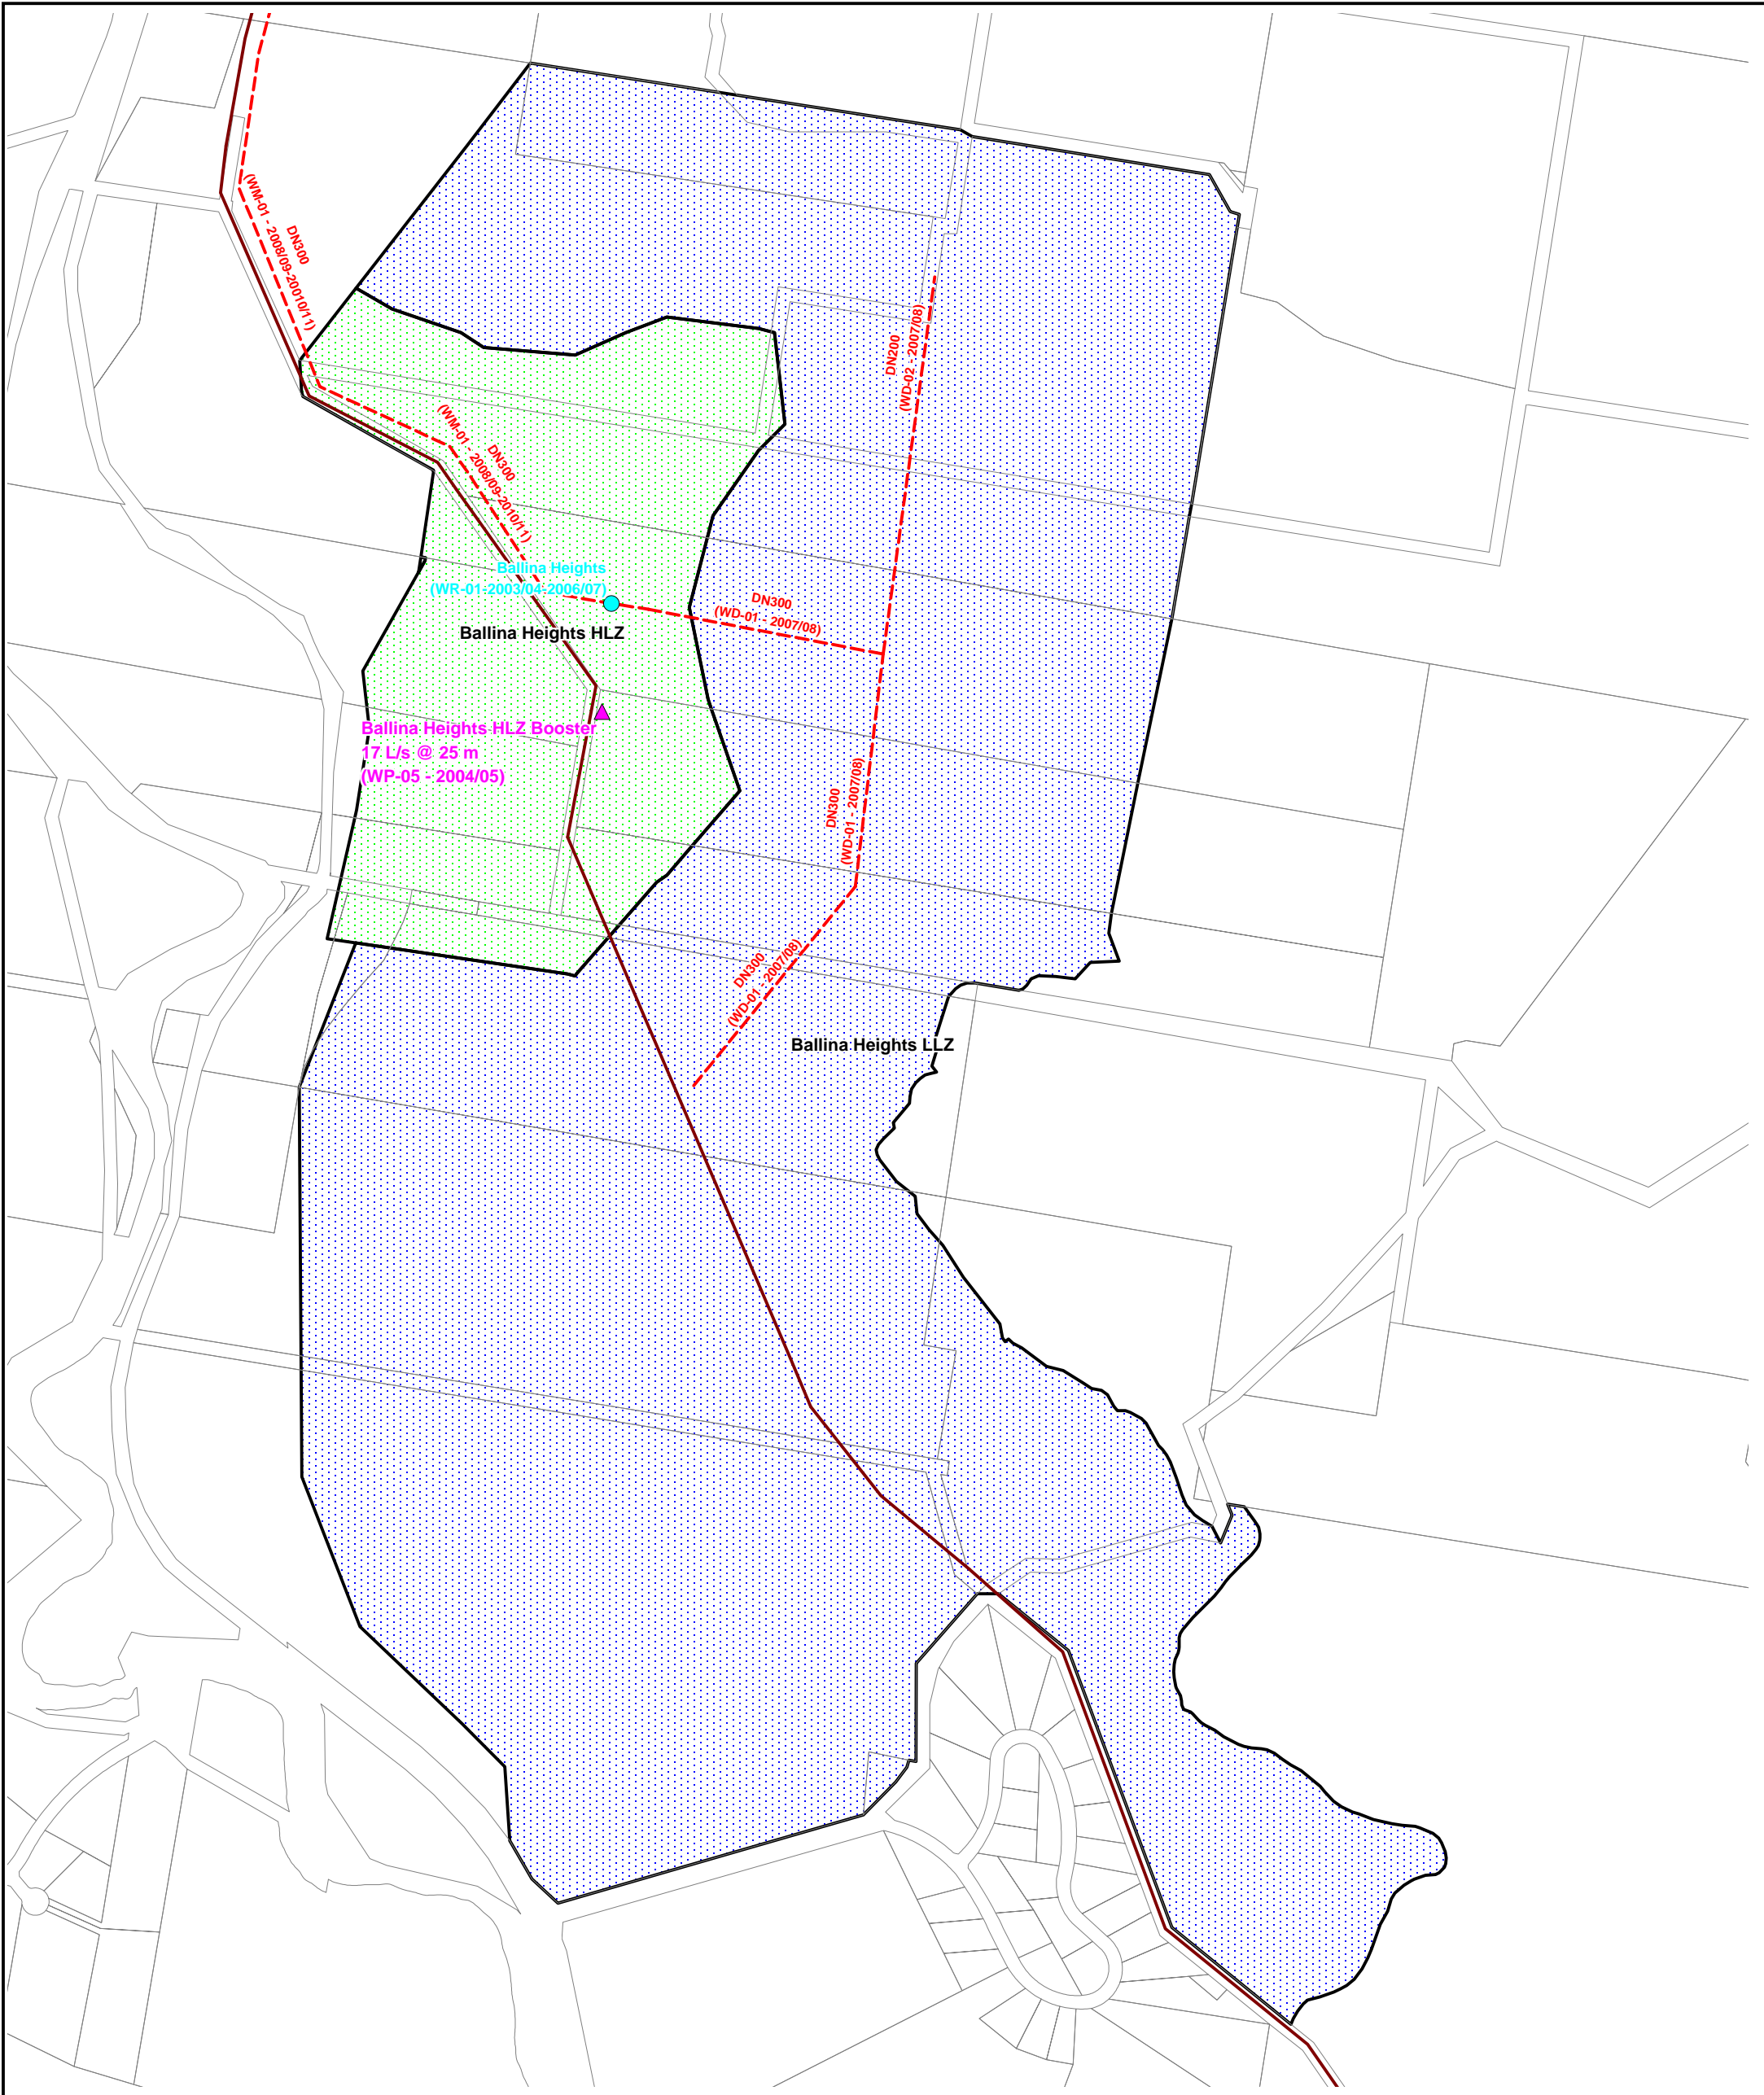 DN300
(WM-01 - 2008/09-20010/11)
DN200
(WD-02 - 2007/08)
DN300
(WM-01 - 2008/09-2010/11)
Ballina Heights
(WR-01-2003/04-2006/07)
DN300
(WD-01 - 2007/08)
Ballina Heights HLZ
Ballina Heights HLZ Booster
17 L/s @ 25 m
(WP-05 - 2004/05)
DN300
(WD-01 - 2007/08)
DN300
(WD-01 - 2007/08)
Ballina Heights LLZ